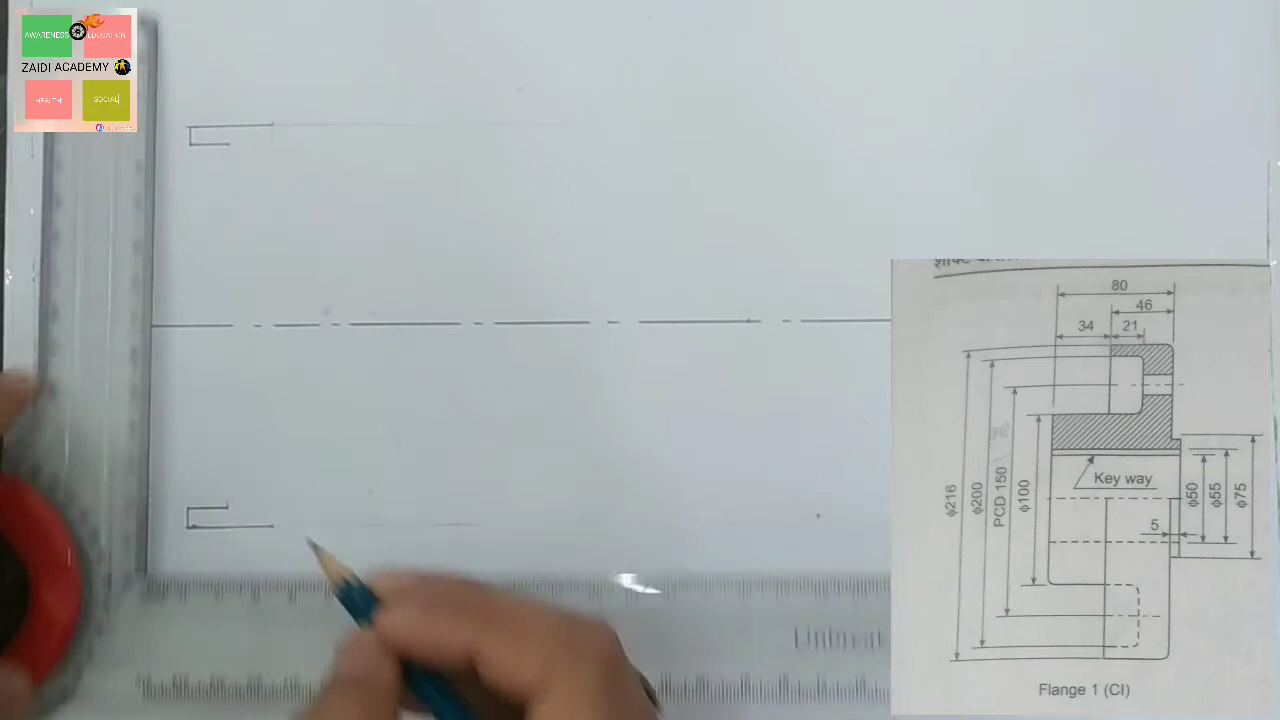 AWARENESS EDUCATION
ZAIDI ACADEMY
HEALTH SOCIAL
80
46
34 21
ϕ216
ϕ200
PCD 150
ϕ100
Key way
ϕ50
ϕ55
ϕ75
5
Flange 1 (CI)